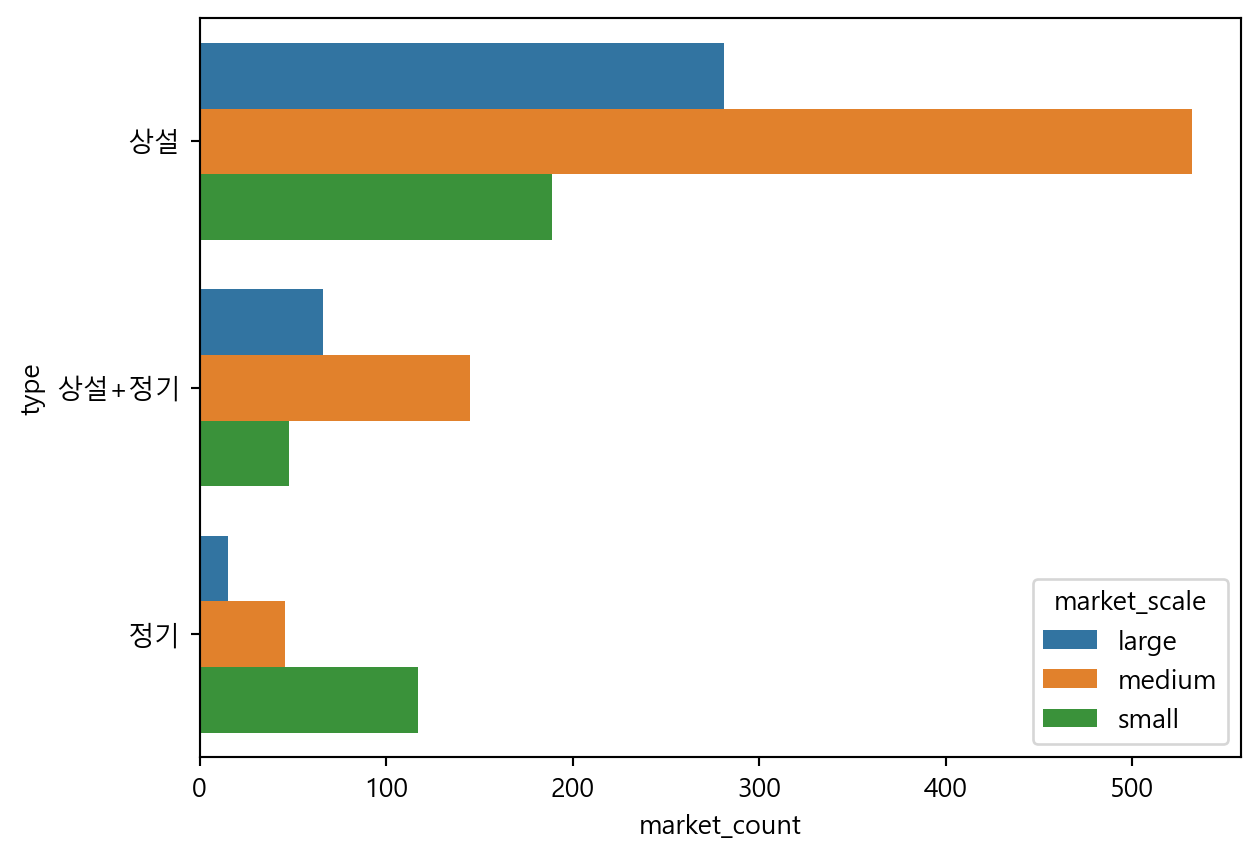 상설
상설+정기
정기
type
0 100 200 300 400 500
market_count
market_scale
large
medium
small